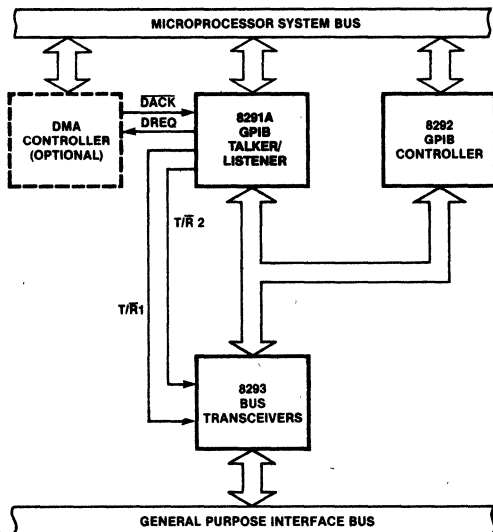 MICROPROCESSOR SYSTEM BUS
DMA
CONTROLLER
(OPTIONAL)
D̅A̅C̅K̅
DREQ
8291A
GPIB
TALKER/
LISTENER
8292
GPIB
CONTROLLER
T/R̅ 2
T/R̅1
8293
BUS
TRANSCEIVERS
GENERAL PURPOSE INTERFACE BUS